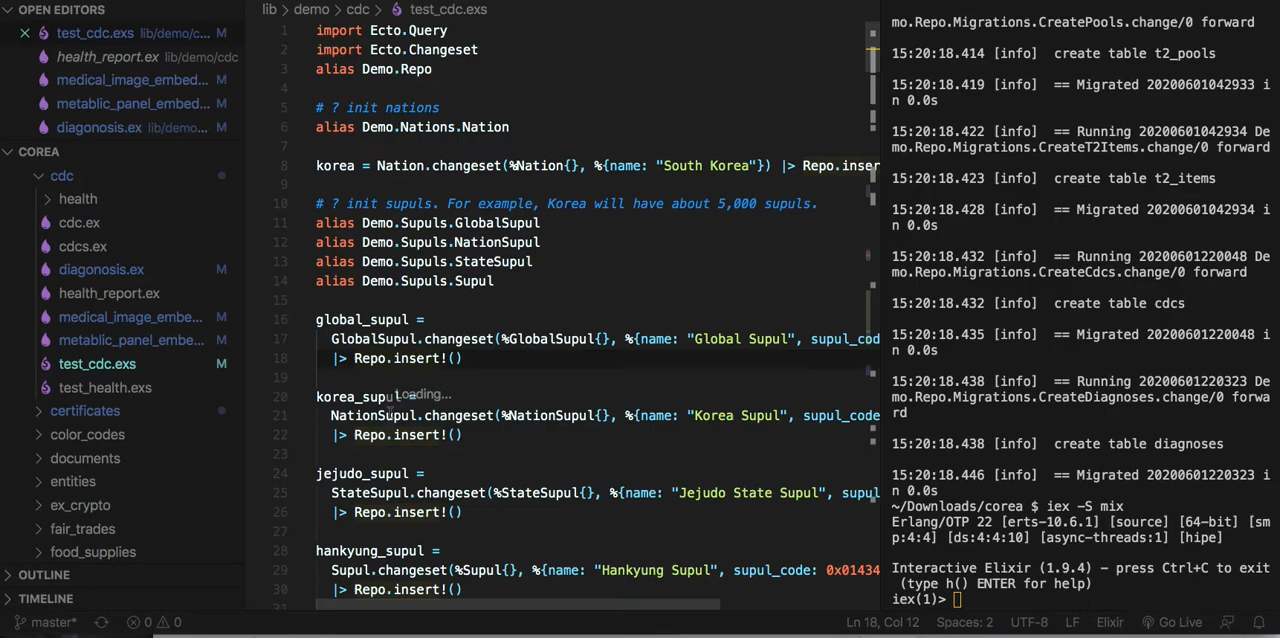 OPEN EDITORS
test_cdc.exs lib/demo/c... M
health_report.ex lib/demo/cdc
medical_image_embed... M
metablic_panel_embed... M
diagonosis.ex lib/demo... M
COREA
cdc
health
cdc.ex
cdcs.ex
diagonosis.ex M
health_report.ex
medical_image_embe... M
metablic_panel_embe... M
test_cdc.exs M
test_health.exs
certificates
color_codes
documents
entities
ex_crypto
fair_trades
food_supplies
OUTLINE
TIMELINE
lib > demo > cdc > test_cdc.exs
1 import Ecto.Query
2 import Ecto.Changeset
3 alias Demo.Repo
4
5 # ? init nations
6 alias Demo.Nations.Nation
7
8 korea = Nation.changeset(%Nation{}, %{name: "South Korea"}) |> Repo.inser
9
10 # ? init supuls. For example, Korea will have about 5,000 supuls.
11 alias Demo.Supuls.GlobalSupul
12 alias Demo.Supuls.NationSupul
13 alias Demo.Supuls.StateSupul
14 alias Demo.Supuls.Supul
15
16 global_supul =
17 GlobalSupul.changeset(%GlobalSupul{}, %{name: "Global Supul", supul_cod
18 |> Repo.insert!()
19
20 korea_supul =
Loading...
21 NationSupul.changeset(%NationSupul{}, %{name: "Korea Supul", supul_code
22 |> Repo.insert!()
23
24 jejudo_supul =
25 StateSupul.changeset(%StateSupul{}, %{name: "Jejudo State Supul", supul
26 |> Repo.insert!()
27
28 hankyung_supul =
29 Supul.changeset(%Supul{}, %{name: "Hankyung Supul", supul_code: 0x01434
30 |> Repo.insert!()
31
mo.Repo.Migrations.CreatePools.change/0 forward
15:20:18.414 [info] create table t2_pools
15:20:18.419 [info] == Migrated 20200601042933 i
n 0.0s
15:20:18.422 [info] == Running 20200601042934 De
mo.Repo.Migrations.CreateT2Items.change/0 forward
15:20:18.423 [info] create table t2_items
15:20:18.428 [info] == Migrated 20200601042934 i
n 0.0s
15:20:18.432 [info] == Running 20200601220048 De
mo.Repo.Migrations.CreateCdcs.change/0 forward
15:20:18.432 [info] create table cdcs
15:20:18.435 [info] == Migrated 20200601220048 i
n 0.0s
15:20:18.438 [info] == Running 20200601220323 De
mo.Repo.Migrations.CreateDiagnoses.change/0 forwa
rd
15:20:18.438 [info] create table diagnoses
15:20:18.446 [info] == Migrated 20200601220323 i
n 0.0s
~/Downloads/corea $ iex -S mix
Erlang/OTP 22 [erts-10.6.1] [source] [64-bit] [sm
p:4:4] [ds:4:4:10] [async-threads:1] [hipe]
Interactive Elixir (1.9.4) - press Ctrl+C to exit
(type h() ENTER for help)
iex(1)>
master* 0 0 Ln 18, Col 12 Spaces: 2 UTF-8 LF Elixir Go Live